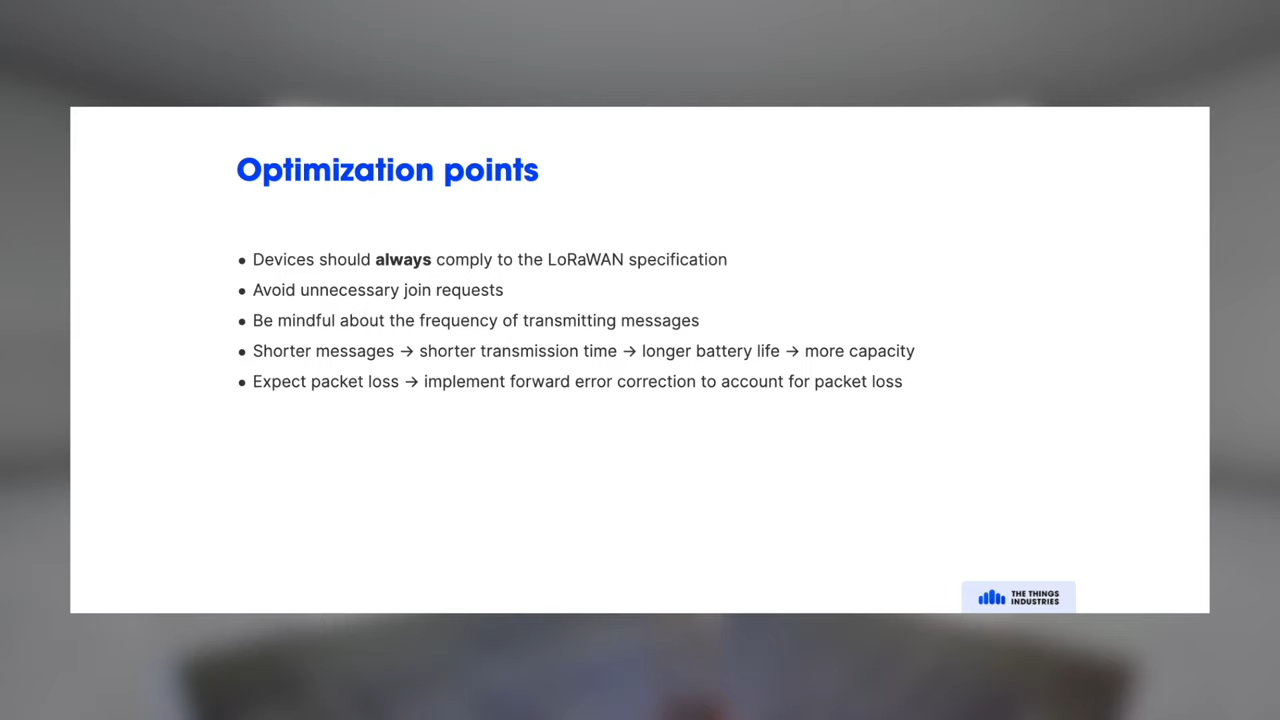 Optimization points
• Devices should always comply to the LoRaWAN specification
• Avoid unnecessary join requests
• Be mindful about the frequency of transmitting messages
• Shorter messages → shorter transmission time → longer battery life → more capacity
• Expect packet loss → implement forward error correction to account for packet loss
THE THINGS
INDUSTRIES